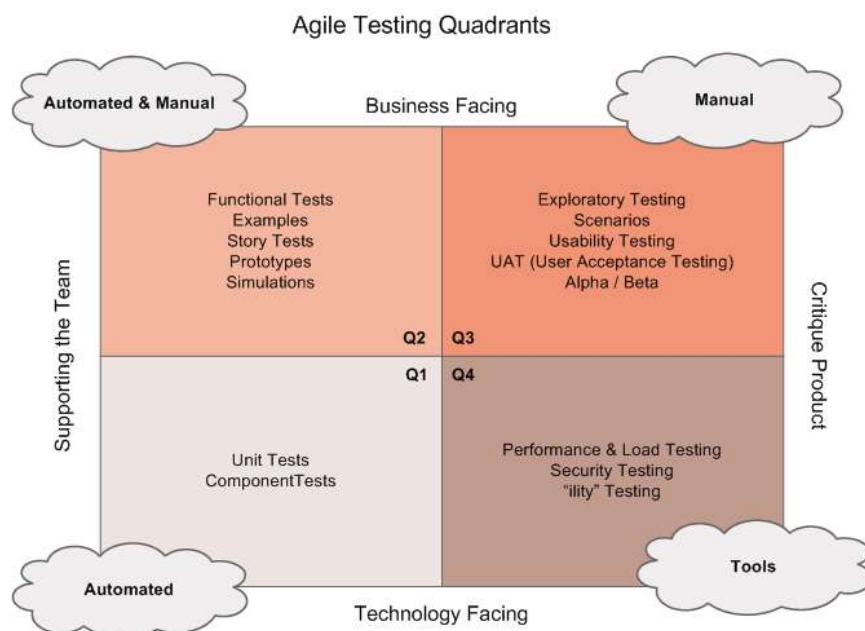 Agile Testing Quadrants
Automated & Manual
Business Facing
Manual
Functional Tests
Examples
Story Tests
Prototypes
Simulations
Exploratory Testing
Scenarios
Usability Testing
UAT (User Acceptance Testing)
Alpha / Beta
Supporting the Team
Critique Product
Q2
Q3
Q1
Q4
Unit Tests
ComponentTests
Performance & Load Testing
Security Testing
“ility” Testing
Automated
Tools
Technology Facing